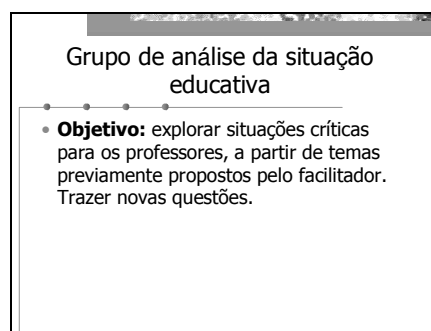 Grupo de análise da situação
educativa
• Objetivo: explorar situações críticas
para os professores, a partir de temas
previamente propostos pelo facilitador.
Trazer novas questões.